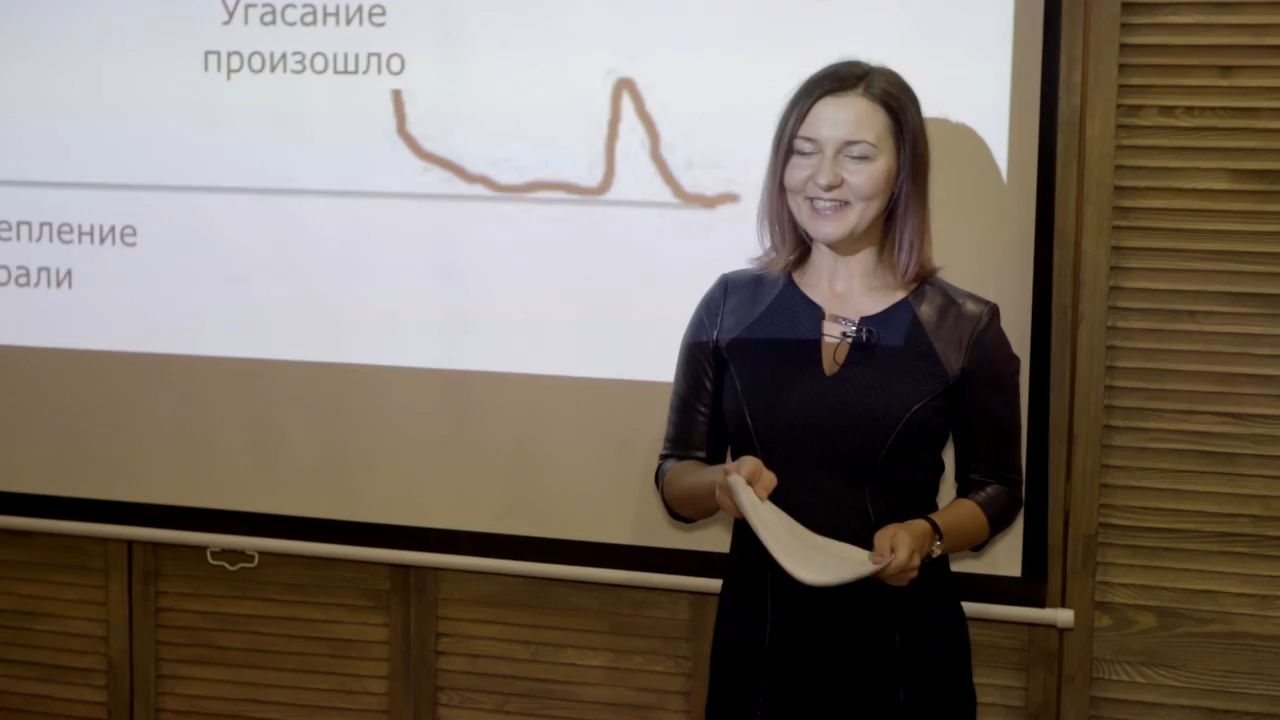 Угасание
произошло
епление
рали